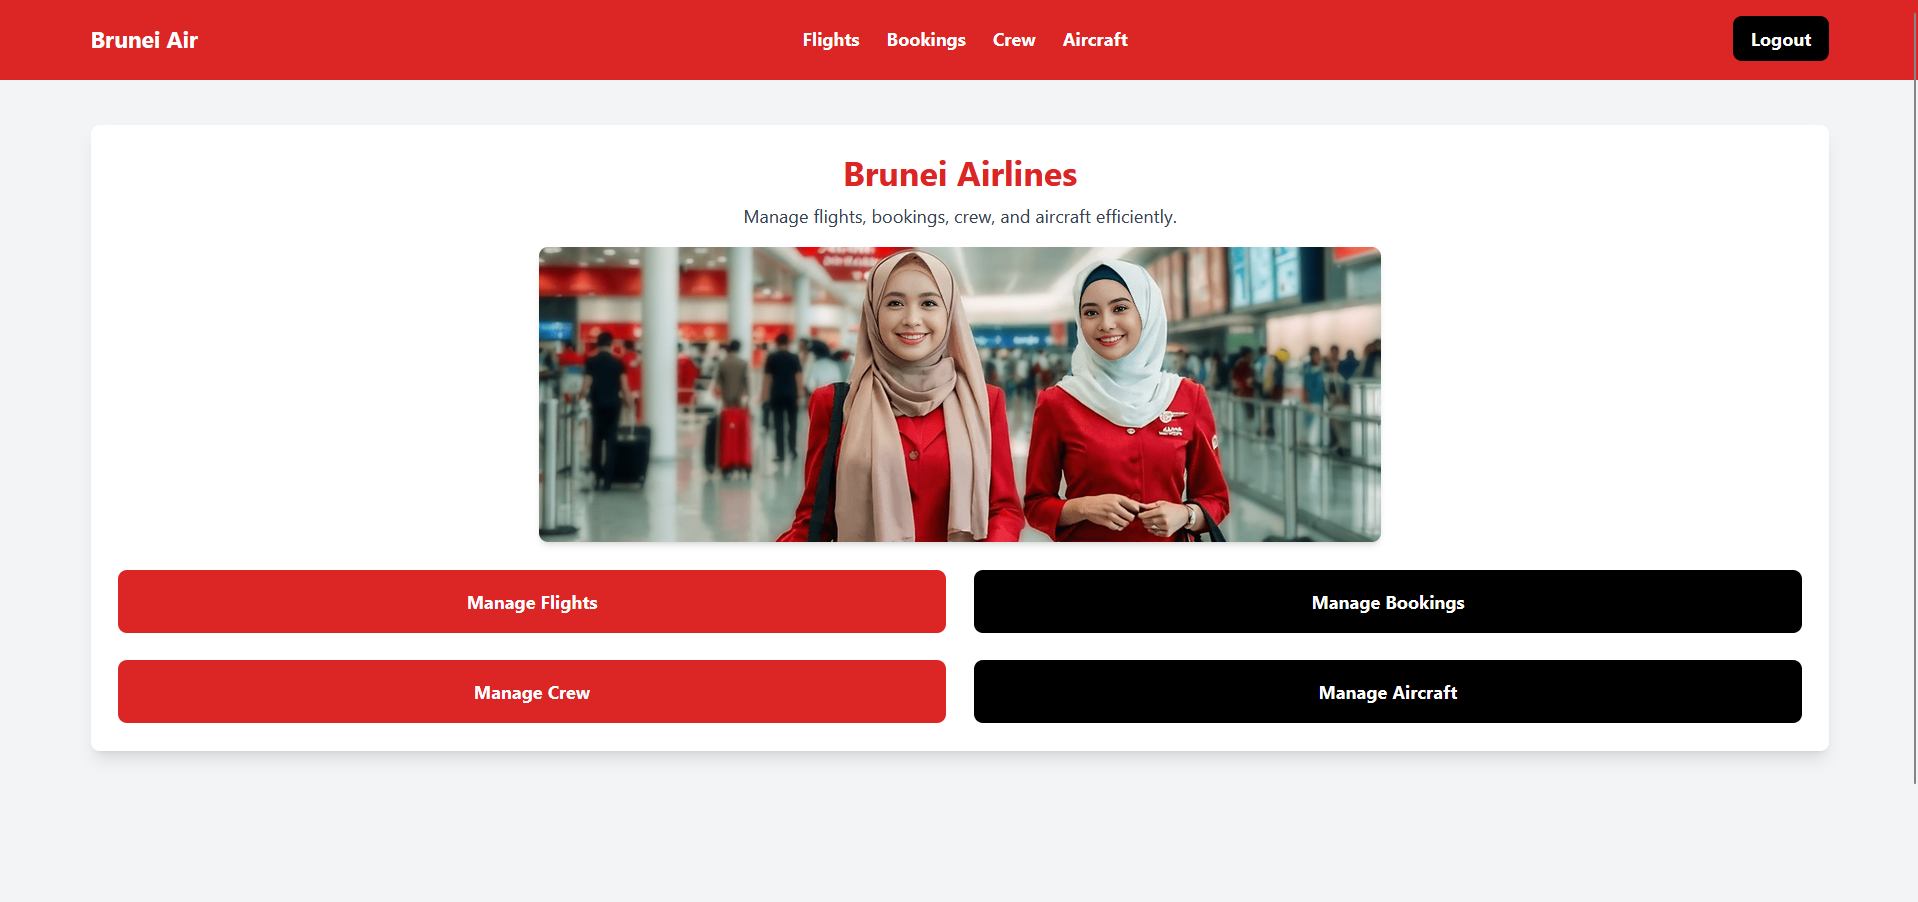 Brunei Air
Flights Bookings Crew Aircraft
Logout
Brunei Airlines
Manage flights, bookings, crew, and aircraft efficiently.
Manage Flights
Manage Bookings
Manage Crew
Manage Aircraft